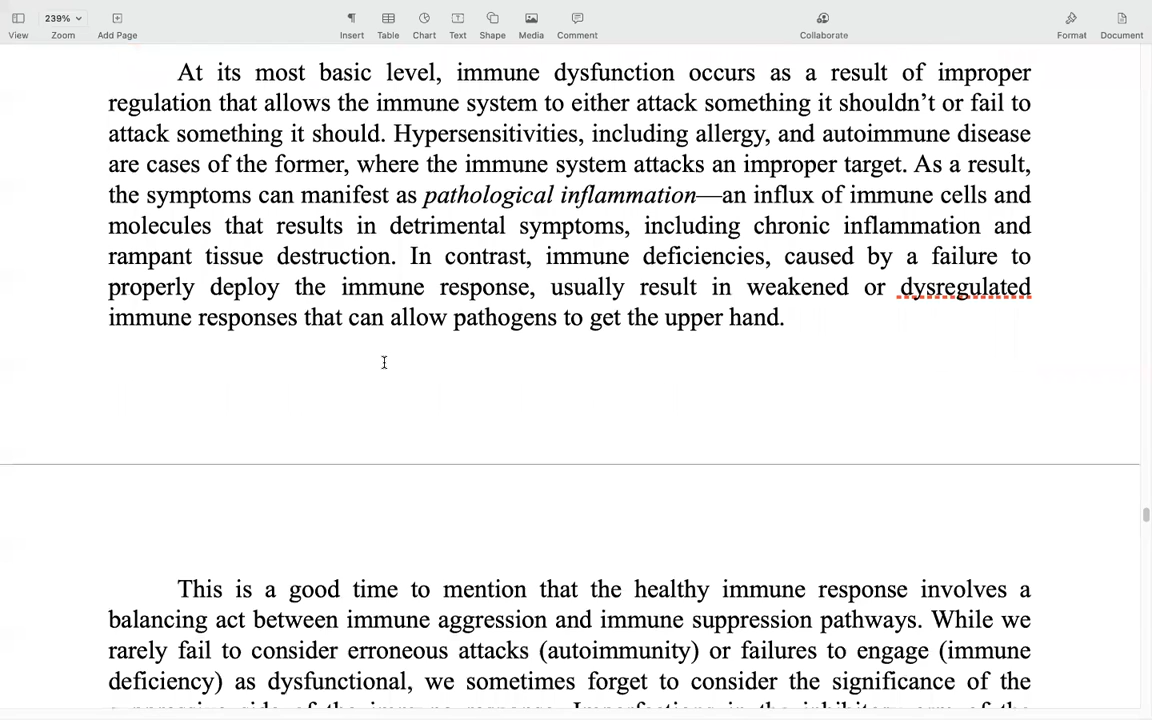 239%
View
Zoom
Add Page
Insert
Table
Chart
Text
Shape
Media
Comment
Collaborate
Format
Document
At its most basic level, immune dysfunction occurs as a result of improper
regulation that allows the immune system to either attack something it shouldn’t or fail to
attack something it should. Hypersensitivities, including allergy, and autoimmune disease
are cases of the former, where the immune system attacks an improper target. As a result,
the symptoms can manifest as pathological inflammation—an influx of immune cells and
molecules that results in detrimental symptoms, including chronic inflammation and
rampant tissue destruction. In contrast, immune deficiencies, caused by a failure to
properly deploy the immune response, usually result in weakened or dysregulated
immune responses that can allow pathogens to get the upper hand.
This is a good time to mention that the healthy immune response involves a
balancing act between immune aggression and immune suppression pathways. While we
rarely fail to consider erroneous attacks (autoimmunity) or failures to engage (immune
deficiency) as dysfunctional, we sometimes forget to consider the significance of the